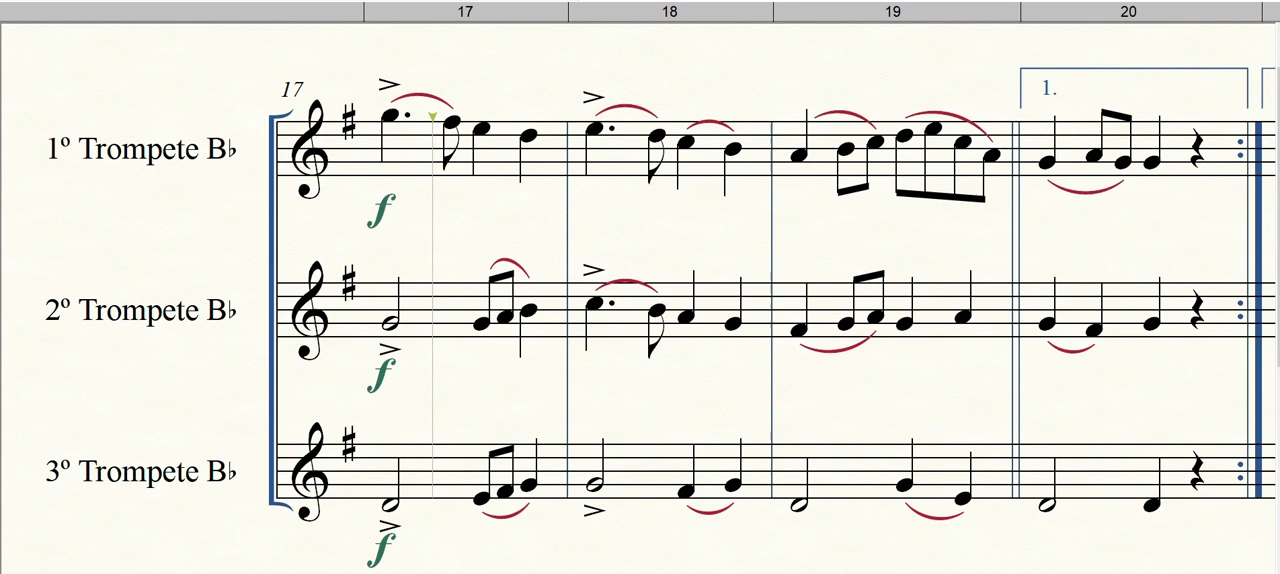 17 18 19 20
17
1.
1º Trompete B♭
f
2º Trompete B♭
f
3º Trompete B♭
f